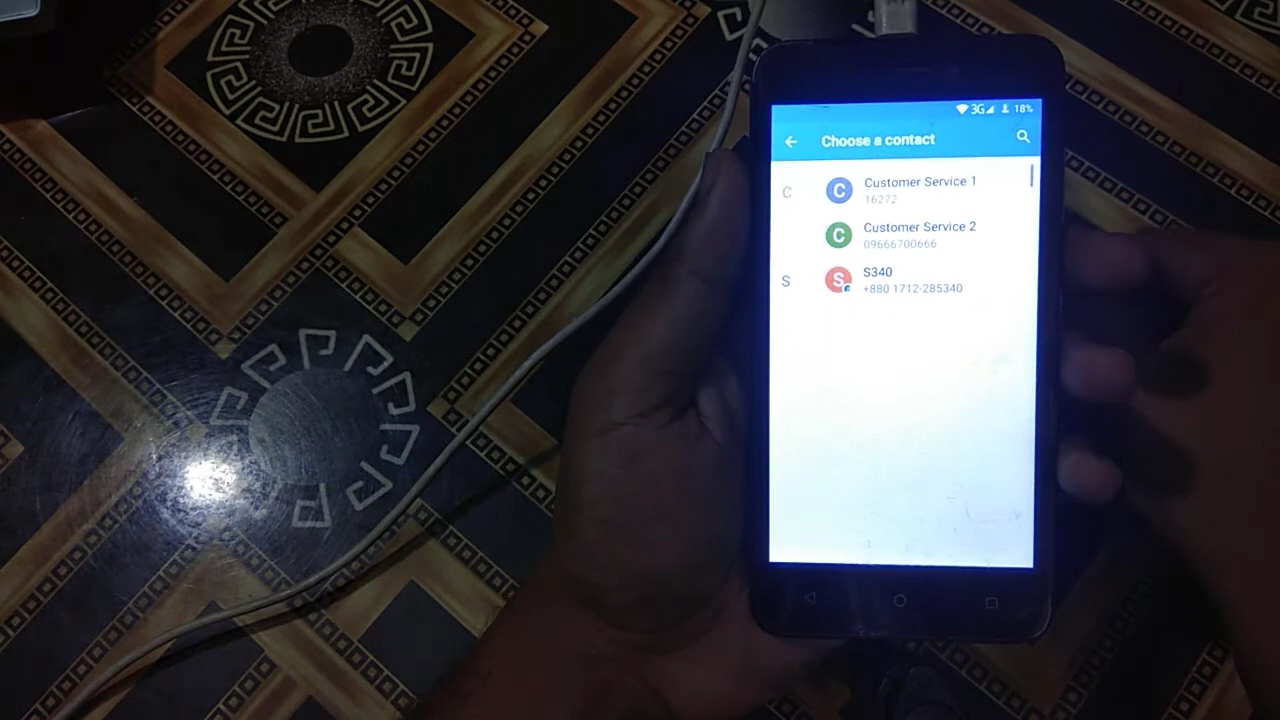 3G 18%
Choose a contact
C
C
Customer Service 1
16272
C
Customer Service 2
09666700666
S
S
S340
+880 1712-285340